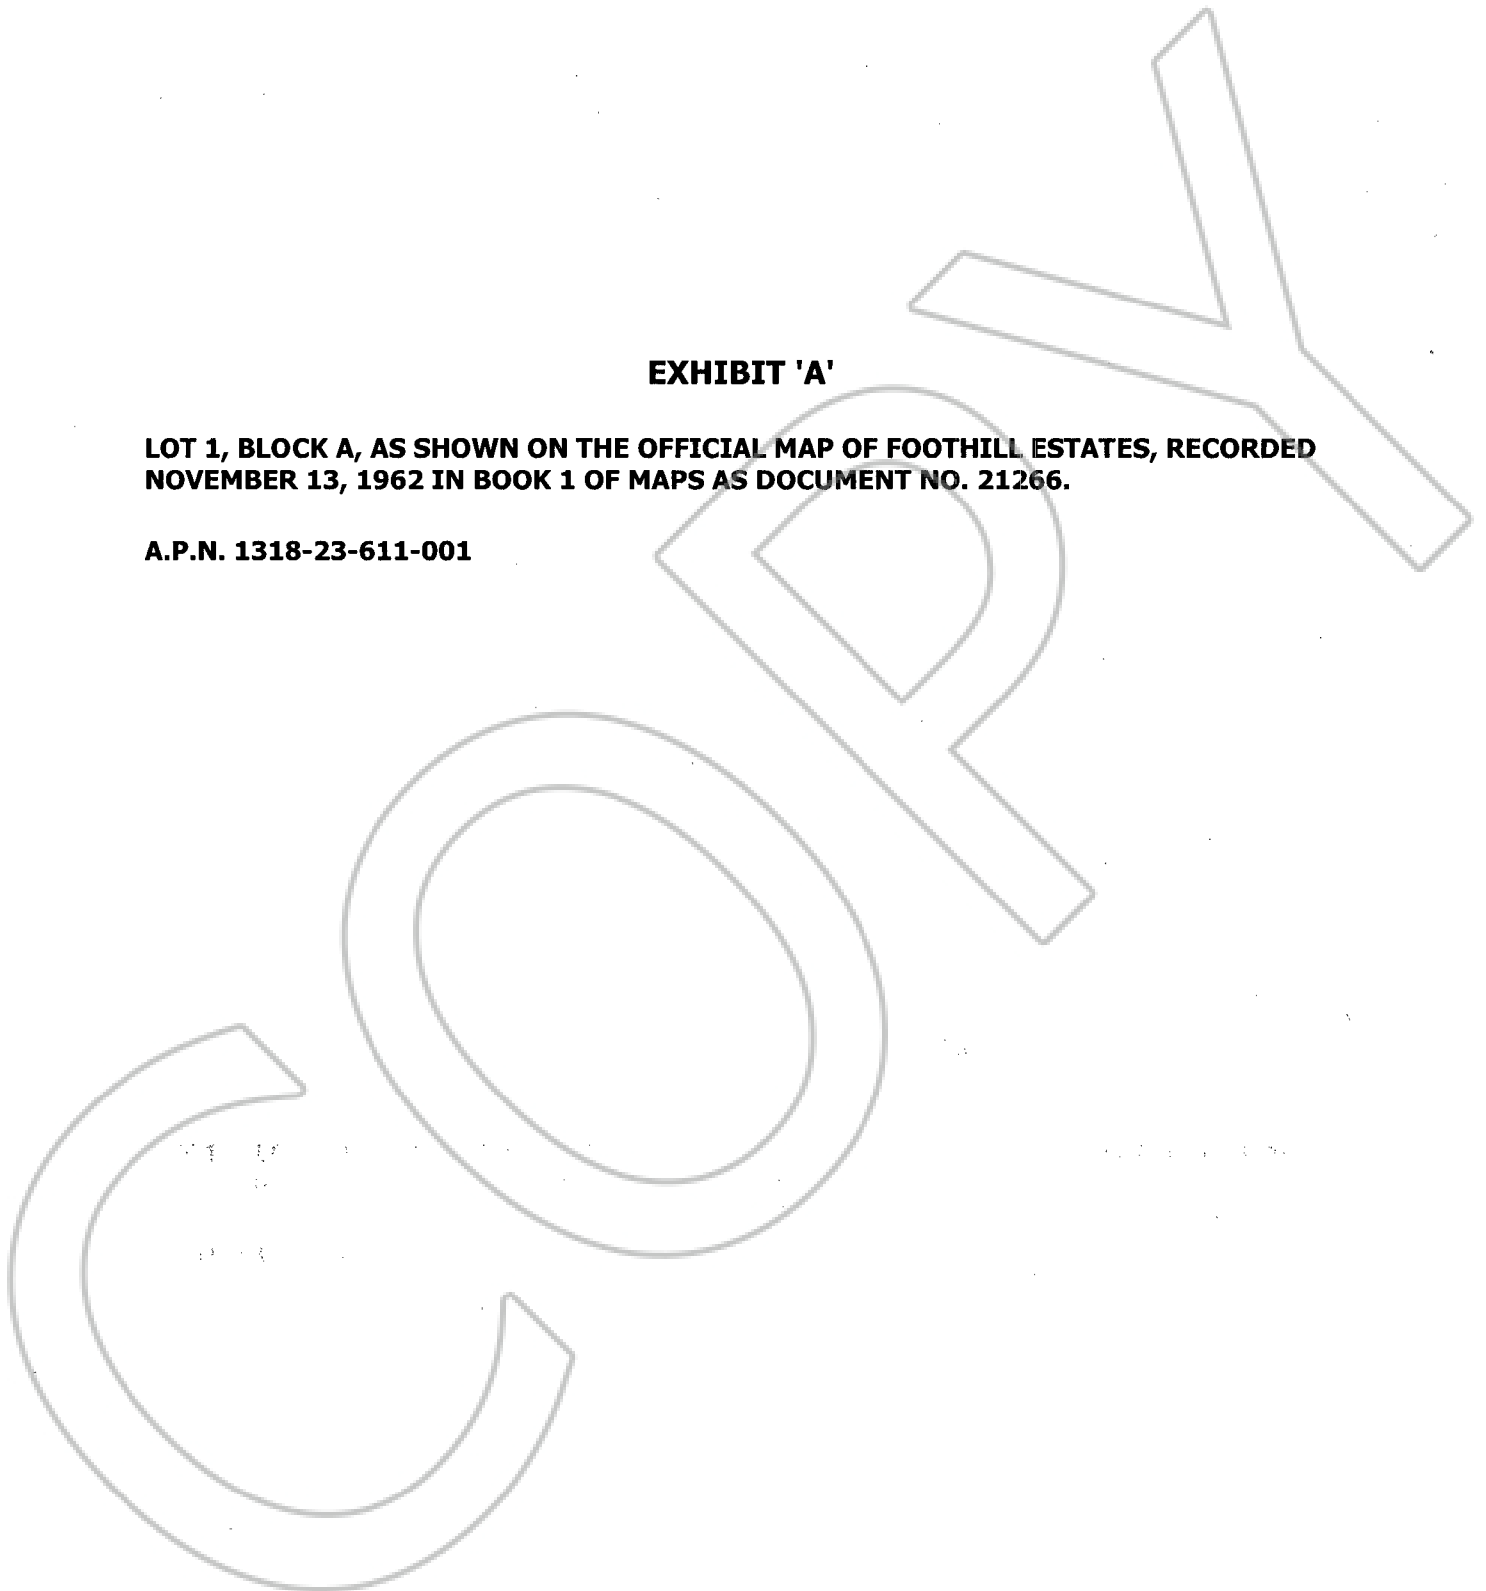 EXHIBIT 'A'
LOT 1, BLOCK A, AS SHOWN ON THE OFFICIAL MAP OF FOOTHILL ESTATES, RECORDED
NOVEMBER 13, 1962 IN BOOK 1 OF MAPS AS DOCUMENT NO. 21266.
A.P.N. 1318-23-611-001
COPY